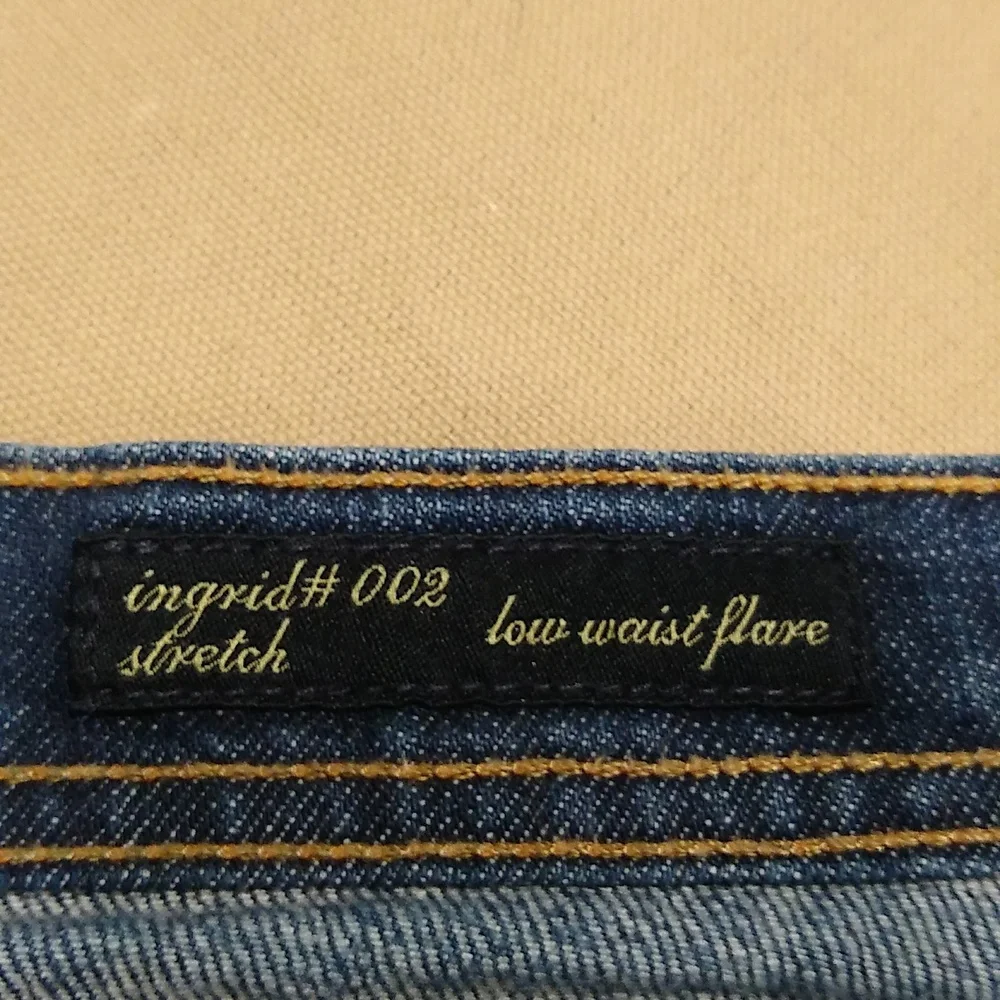 ingrid# 002
stretch
low waist flare